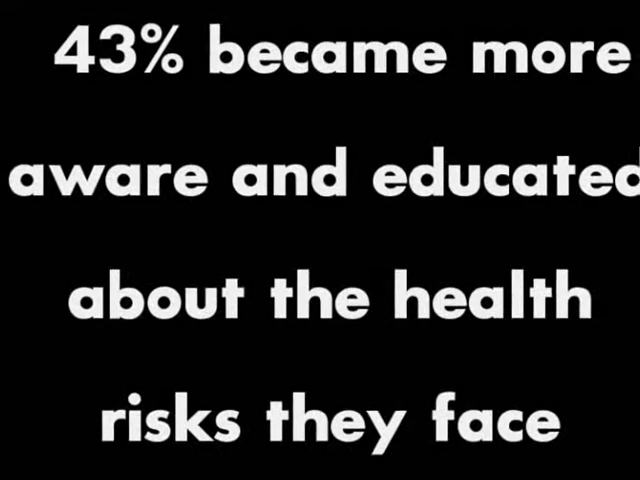 43% became more
aware and educated
about the health
risks they face